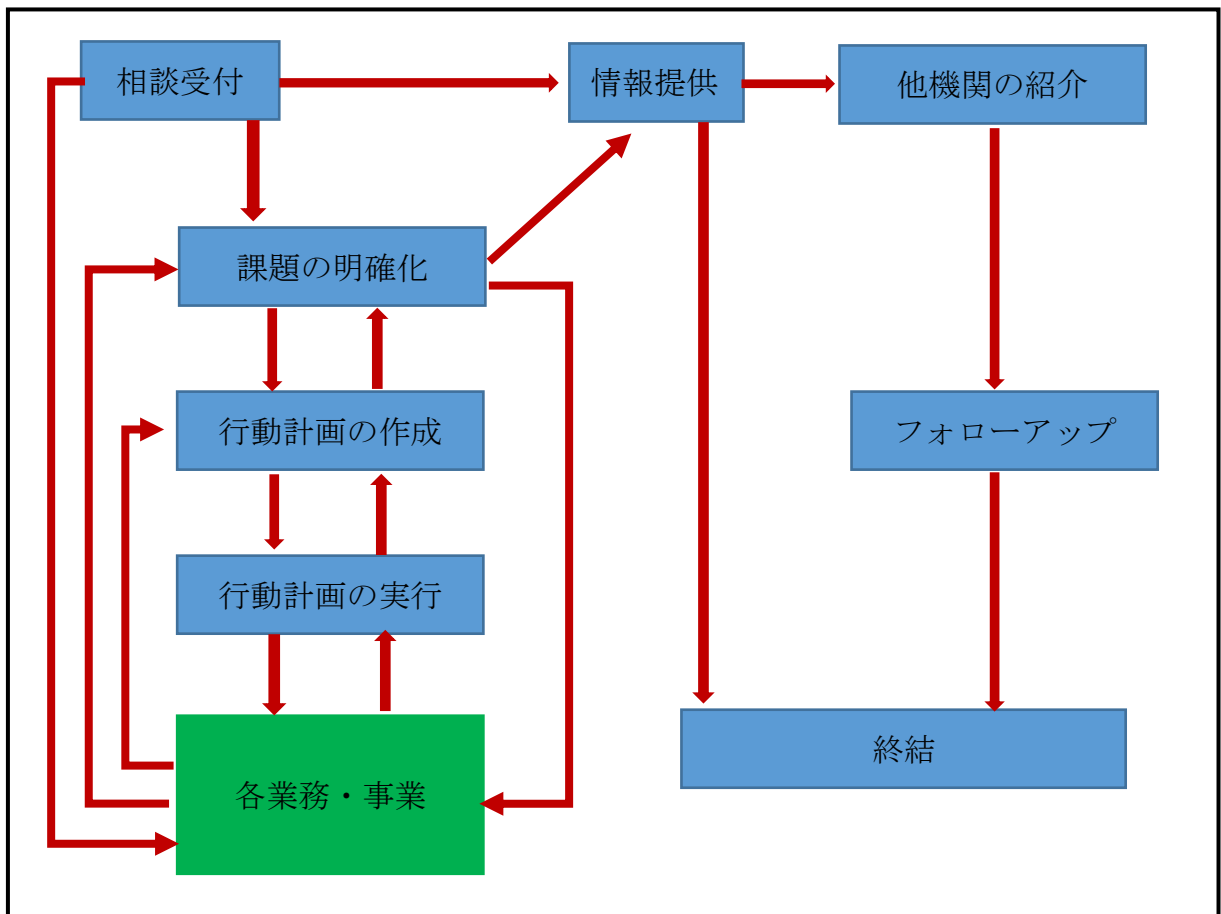 相談受付
情報提供
他機関の紹介
課題の明確化
行動計画の作成
フォローアップ
行動計画の実行
各業務・事業
終結